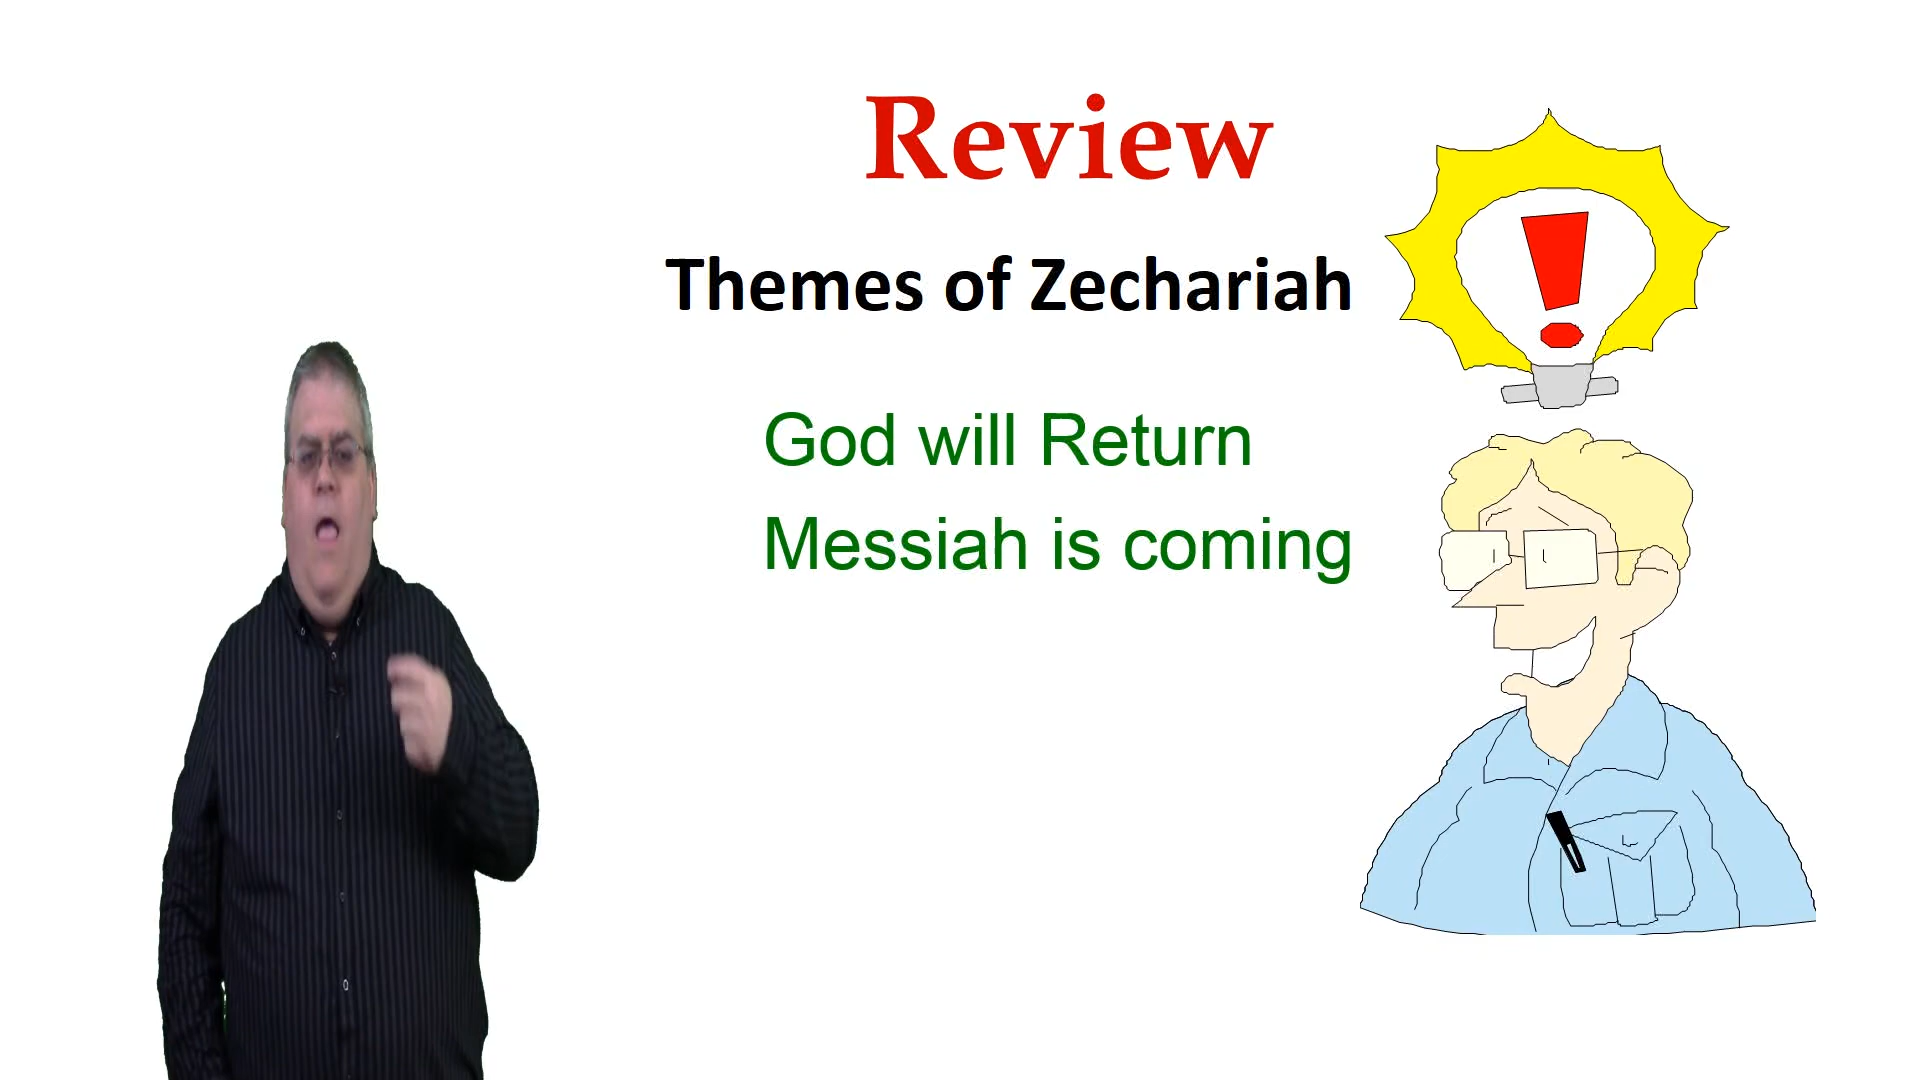 Review
Themes of Zechariah
God will Return
Messiah is coming